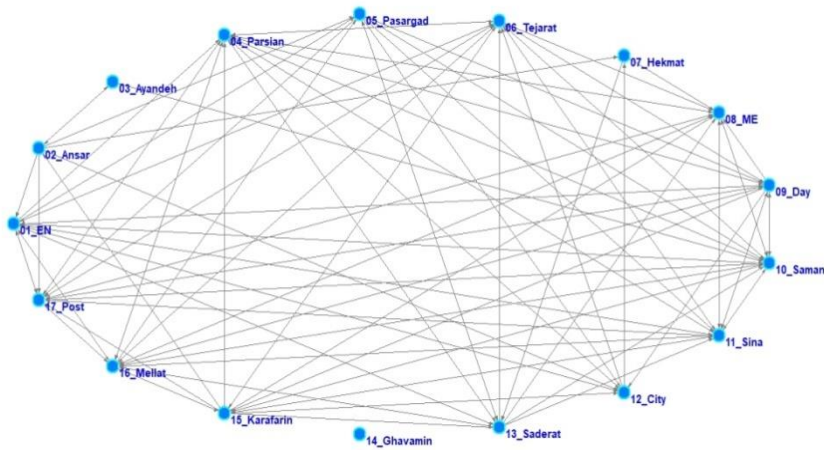 05_Pasargad
06_Tejarat
04_Parsian
07_Hekmat
03_Ayandeh
08_ME
02_Ansar
09_Day
01_EN
10_Saman
17_Post
11_Sina
16_Mellat
12_City
15_Karafarin
13_Saderat
14_Ghavamin